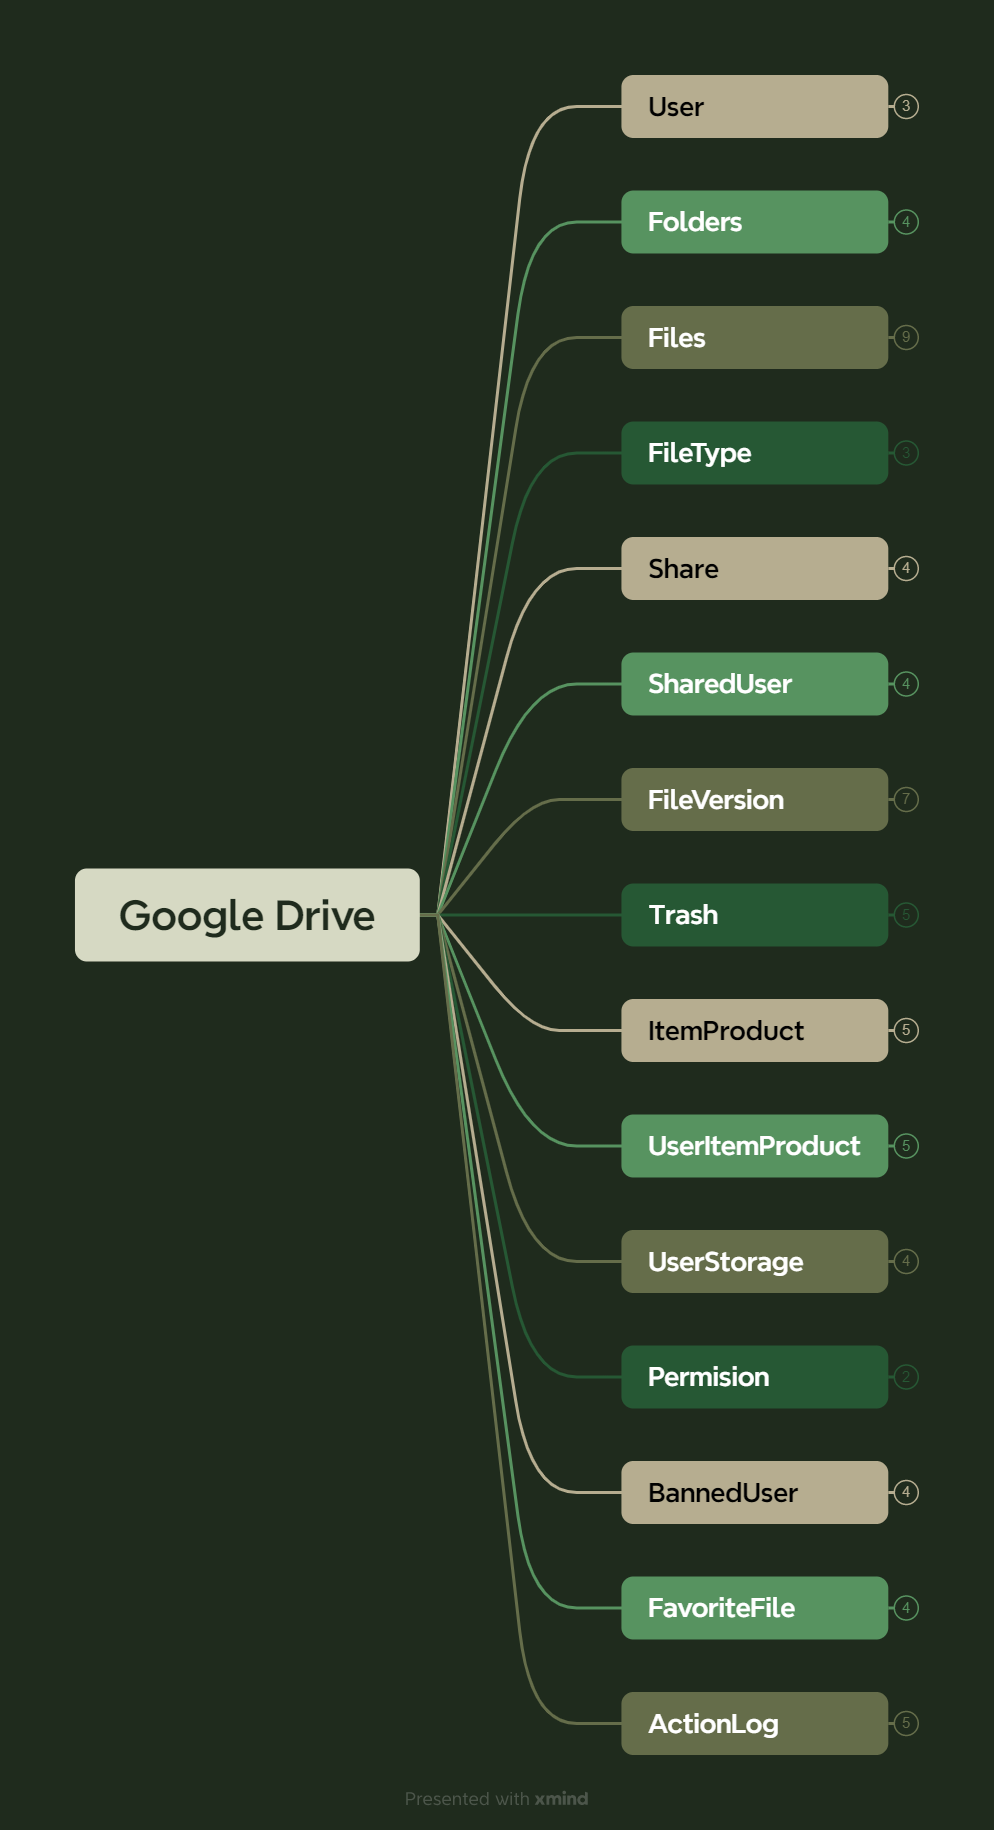 User 3
Folders 4
Files 9
FileType 3
Share 4
SharedUser 4
FileVersion 7
Google Drive
Trash 5
ItemProduct 5
UserItemProduct 5
UserStorage 4
Permision 2
BannedUser 4
FavoriteFile 4
ActionLog 5
Presented with xmind